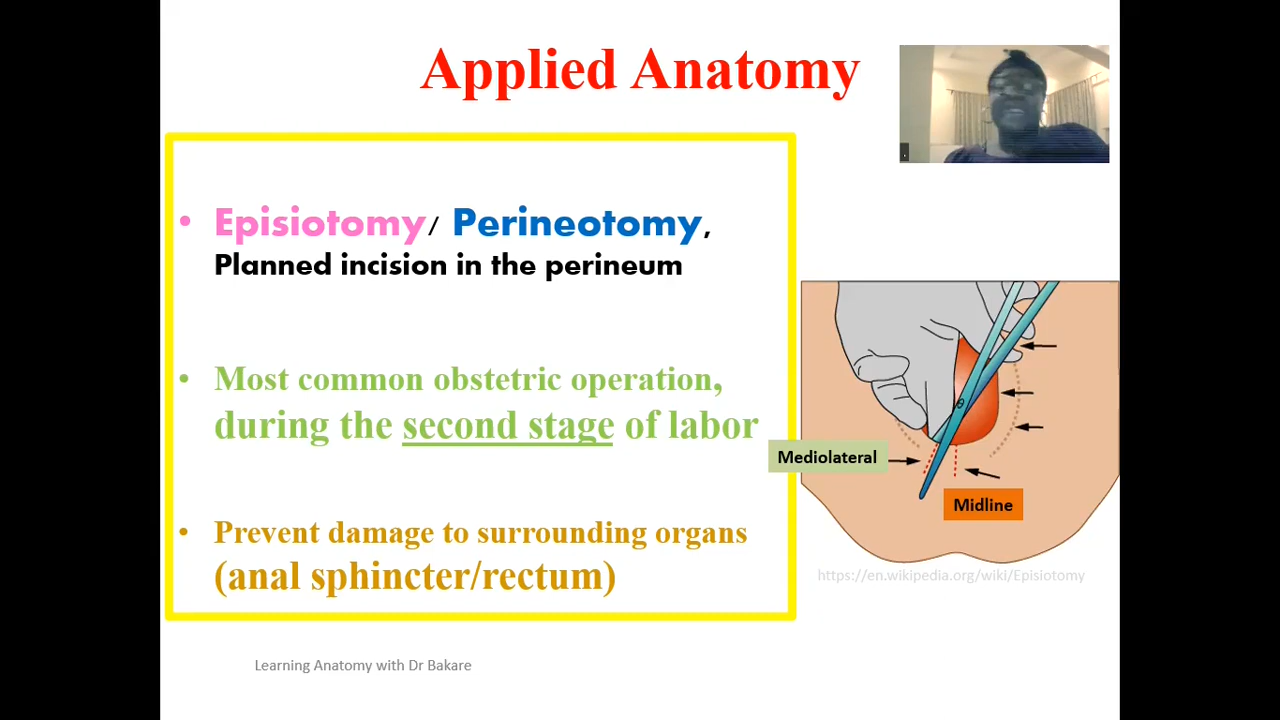 Applied Anatomy
• Episiotomy/ Perineotomy,
Planned incision in the perineum
• Most common obstetric operation,
during the second stage of labor
• Prevent damage to surrounding organs
(anal sphincter/rectum)
Mediolateral
Midline
https://en.wikipedia.org/wiki/Episiotomy
Learning Anatomy with Dr Bakare